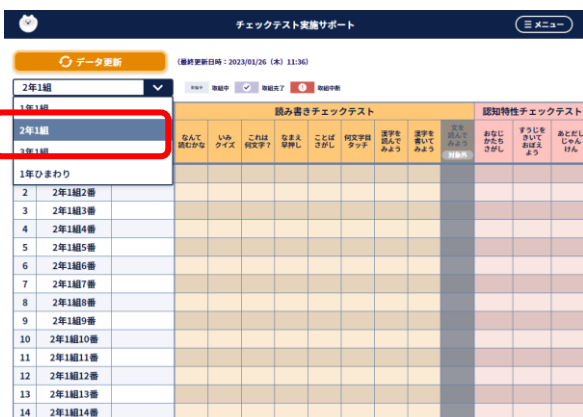 チェックテスト実施サポート
メニュー
データ更新
(最終更新日時:2023/01/26 (木) 11:36)
2年1組
取組中 取組中 取組完了 取組中断
1年1組
2年1組
3年1組
1年ひまわり
読み書きチェックテスト 認知特性チェックテスト
なんて読むかな
いみクイズ
これは何文字?
なまえ早押し
ことばさがし
何文字目タッチ
漢字を読んでみよう
漢字を書いてみよう
文を読んでみよう
対象外
おなじかたちさがし
すうじをきいておぼえよう
あとだしじゃんけん
2 2年1組2番
3 2年1組3番
4 2年1組4番
5 2年1組5番
6 2年1組6番
7 2年1組7番
8 2年1組8番
9 2年1組9番
10 2年1組10番
11 2年1組11番
12 2年1組12番
13 2年1組13番
14 2年1組14番